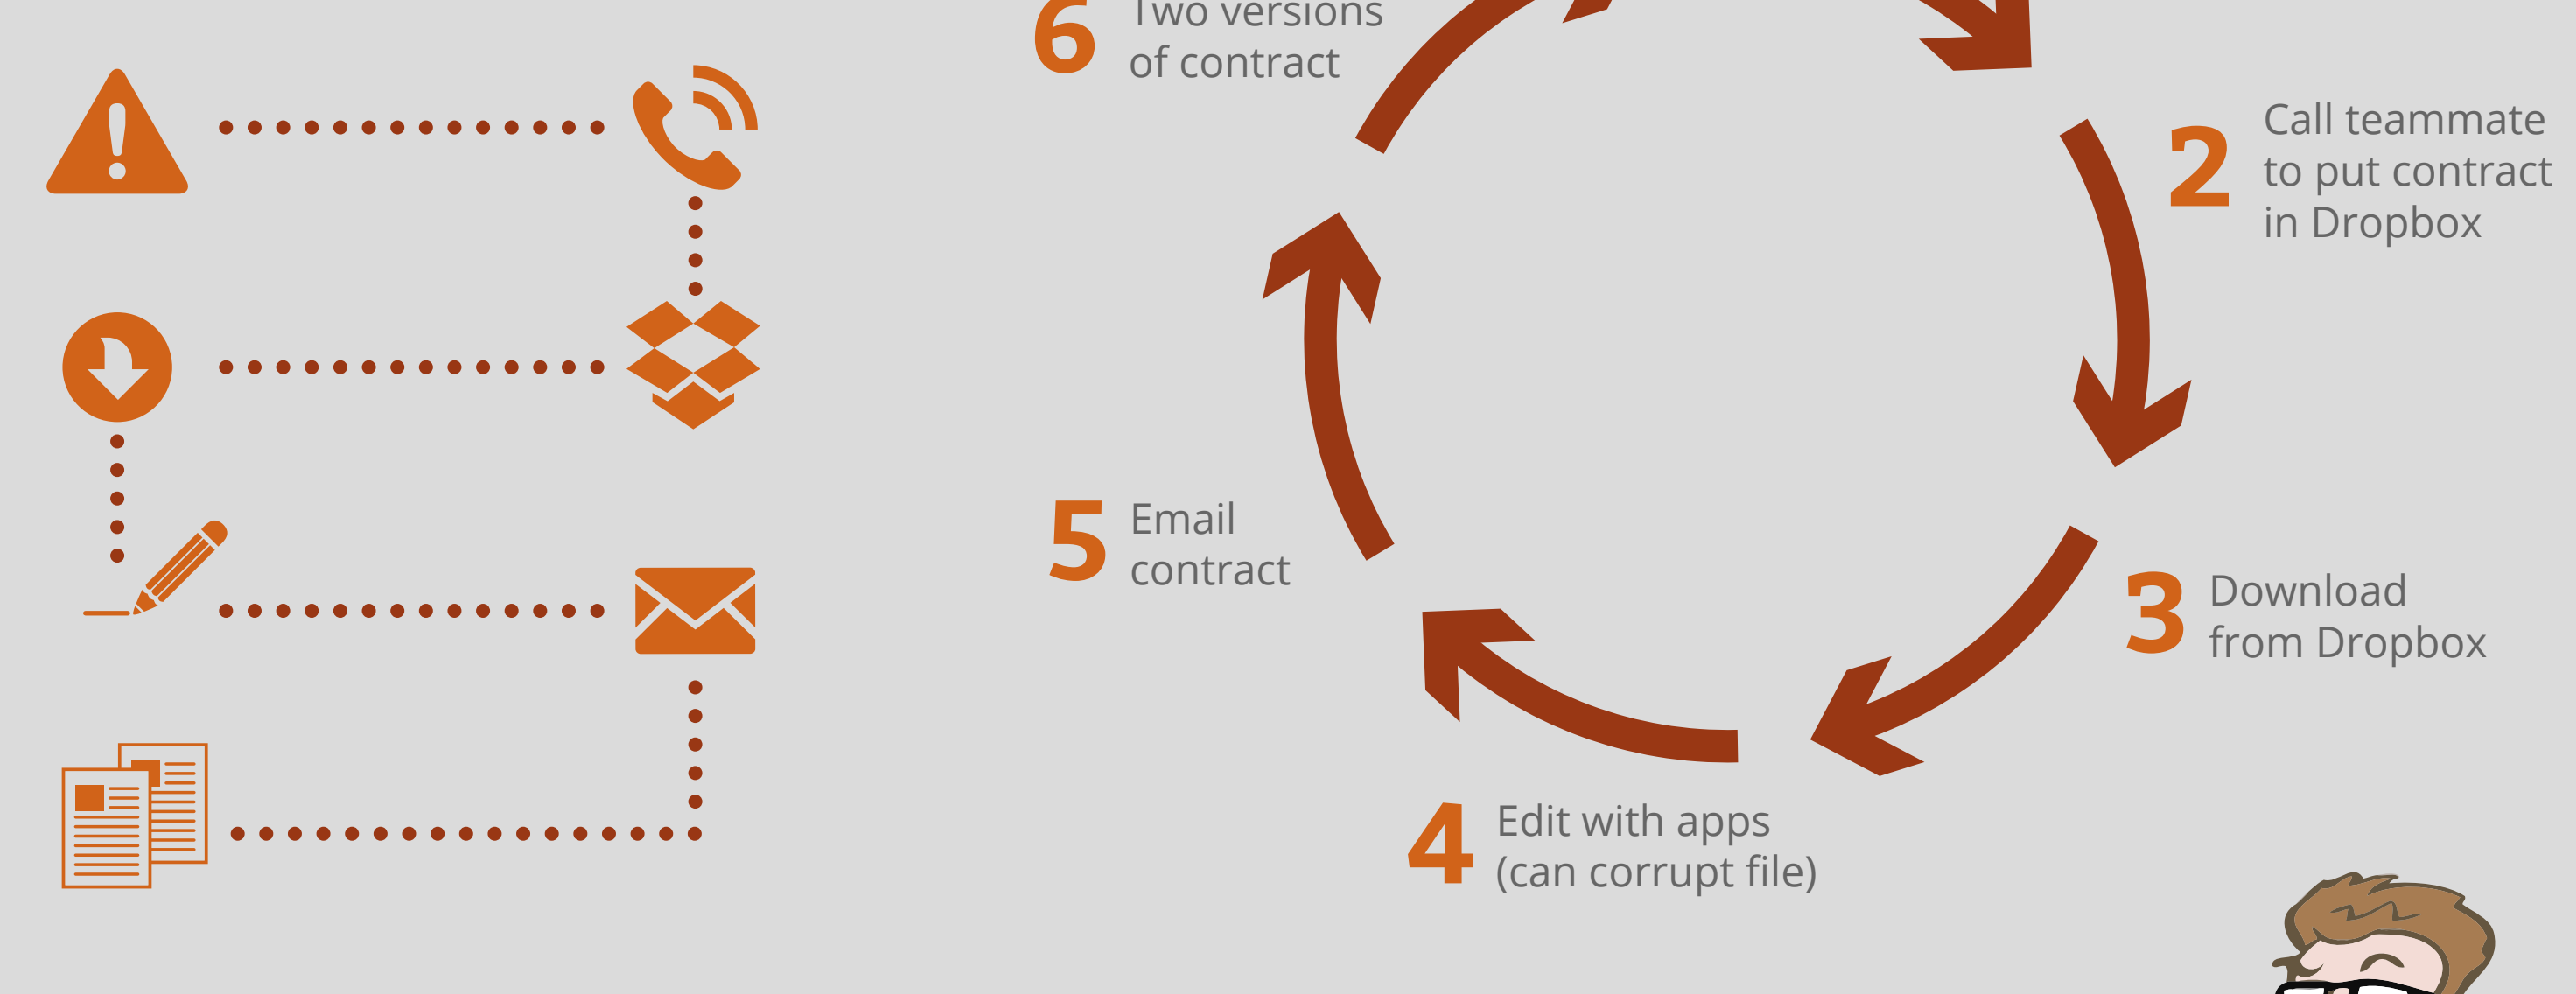 6 Two versions
of contract
2 Call teammate
to put contract
in Dropbox
5 Email
contract
3 Download
from Dropbox
4 Edit with apps
(can corrupt file)